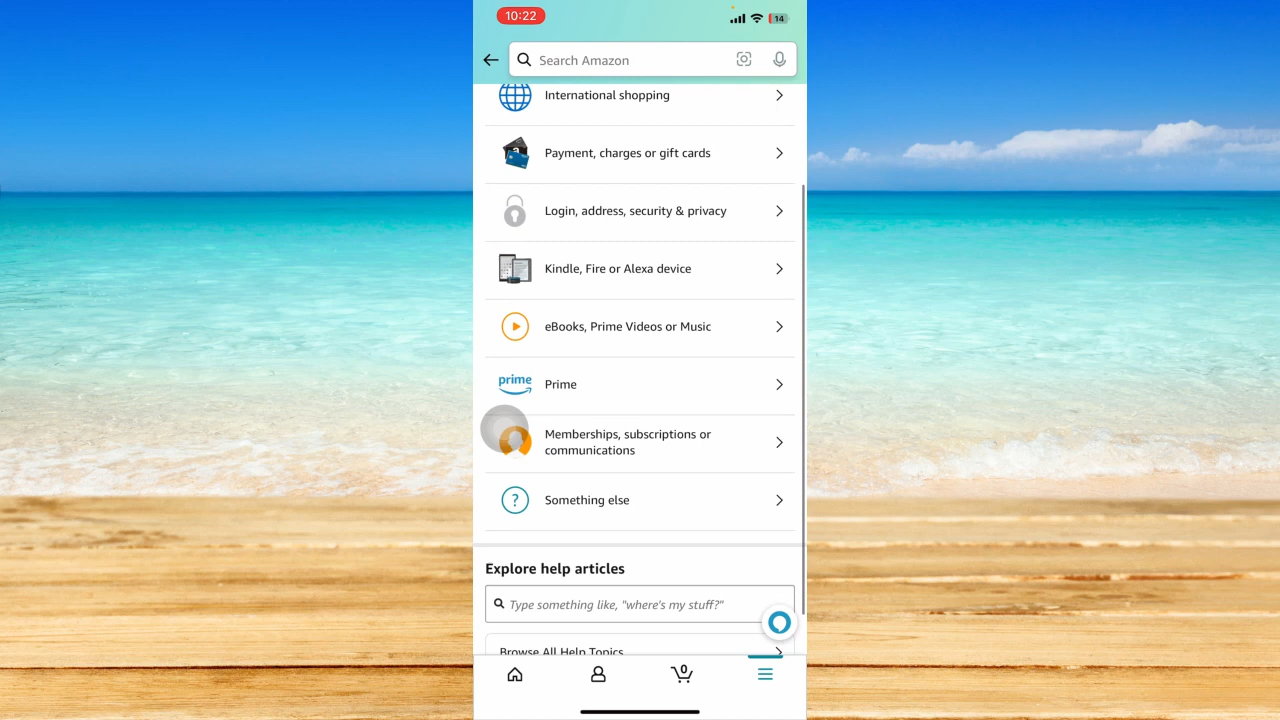 10:22
14
Search Amazon
International shopping
Payment, charges or gift cards
Login, address, security & privacy
Kindle, Fire or Alexa device
eBooks, Prime Videos or Music
prime
Prime
Memberships, subscriptions or
communications
?
Something else
Explore help articles
Type something like, "where's my stuff?"
Browse All Help Topics
0